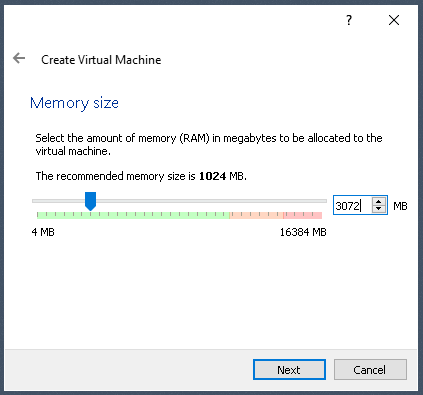 ?
Create Virtual Machine
Memory size
Select the amount of memory (RAM) in megabytes to be allocated to the
virtual machine.
The recommended memory size is 1024 MB.
3072 MB
4 MB 16384 MB
Next Cancel